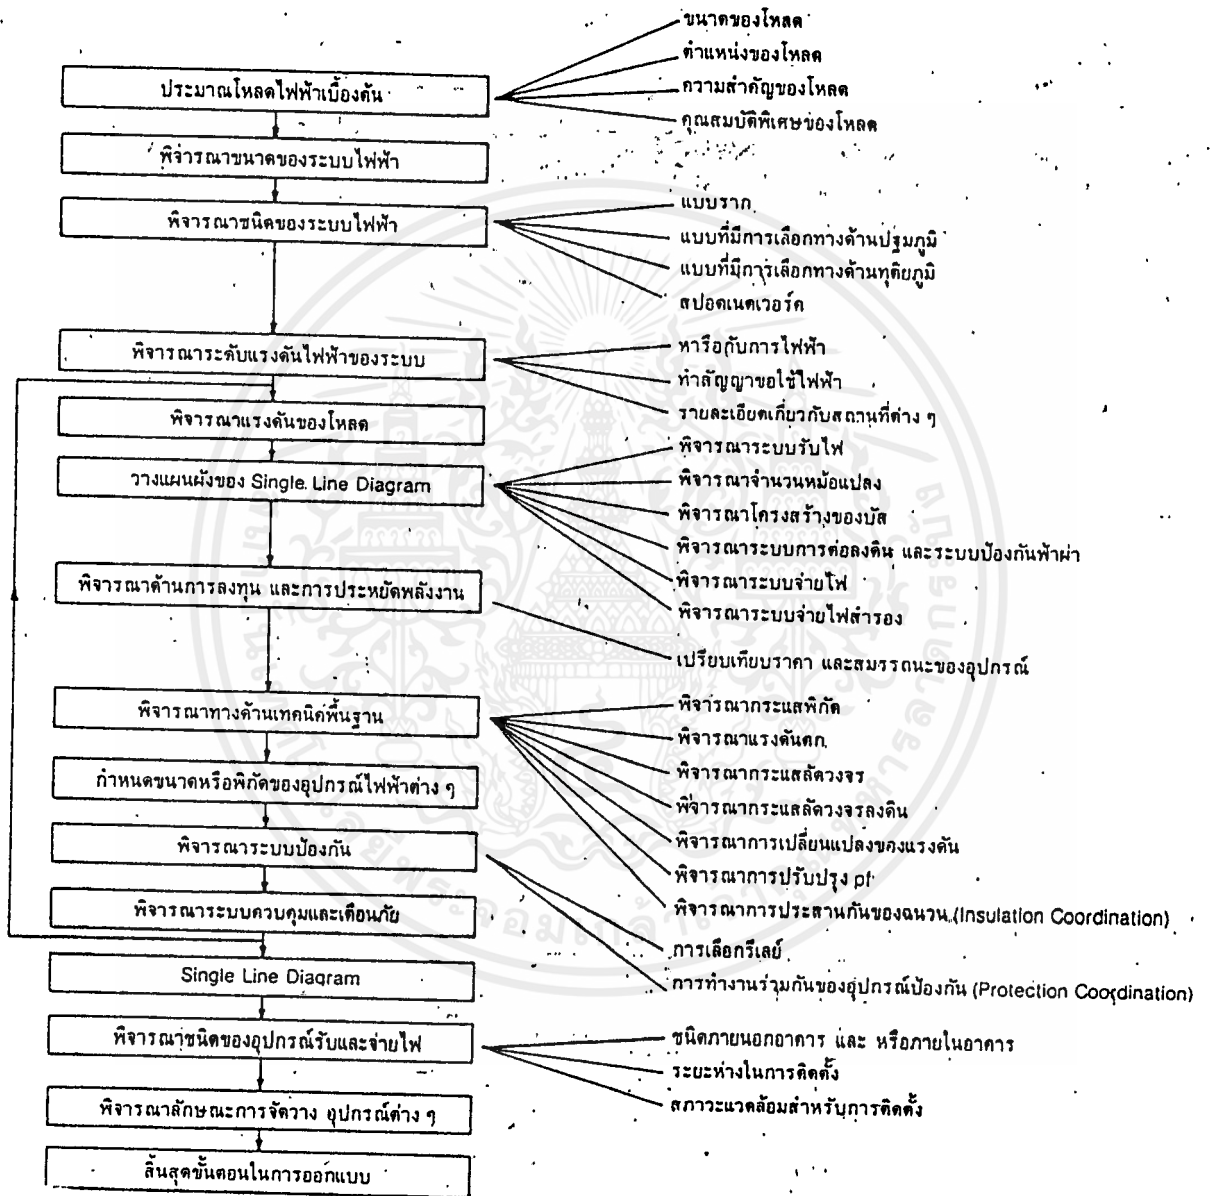 ประมาณโหลดไฟฟ้าเบื้องต้น
ขนาดของโหลด
ตำแหน่งของโหลด
ความสำคัญของโหลด
คุณสมบัติพิเศษของโหลด
พิจารณาขนาดของระบบไฟฟ้า
พิจารณาชนิดของระบบไฟฟ้า
แบบราก
แบบที่มีการเลือกทางด้านปฐมภูมิ
แบบที่มีการเลือกทางด้านทุติยภูมิ
สปอตเนตเวอร์ค
พิจารณาระดับแรงดันไฟฟ้าของระบบ
หารือกับการไฟฟ้า
ทำสัญญาขอใช้ไฟฟ้า
รายละเอียดเกี่ยวกับสถานที่ต่าง ๆ
พิจารณาแรงดันของโหลด
วางแผนผังของ Single Line Diagram
พิจารณาระบบรับไฟ
พิจารณาจำนวนหม้อแปลง
พิจารณาโครงสร้างของบัส
พิจารณาระบบการต่อลงดิน และระบบป้องกันฟ้าผ่า
พิจารณาระบบจ่ายไฟ
พิจารณาระบบจ่ายไฟสำรอง
พิจารณาด้านการลงทุน และการประหยัดพลังงาน
เปรียบเทียบราคา และสมรรถนะของอุปกรณ์
พิจารณาทางด้านเทคนิคพื้นฐาน
พิจารณากระแสพิกัด
พิจารณาแรงดันตก
พิจารณากระแสลัดวงจร
พิจารณากระแสลัดวงจรลงดิน
พิจารณาการเปลี่ยนแปลงของแรงดัน
พิจารณาการปรับปรุง pf
พิจารณาการประสานกันของฉนวน (Insulation Coordination)
กำหนดขนาดหรือพิกัดของอุปกรณ์ไฟฟ้าต่าง ๆ
พิจารณาระบบป้องกัน
การเลือกรีเลย์
การทำงานร่วมกันของอุปกรณ์ป้องกัน (Protection Coordination)
พิจารณาระบบควบคุมและเตือนภัย
Single Line Diagram
พิจารณาชนิดของอุปกรณ์รับและจ่ายไฟ
ชนิดภายนอกอาคาร และ หรือภายในอาคาร
ระยะห่างในการติดตั้ง
สภาวะแวดล้อมสำหรับการติดตั้ง
พิจารณาลักษณะการจัดวาง อุปกรณ์ต่าง ๆ
สิ้นสุดขั้นตอนในการออกแบบ